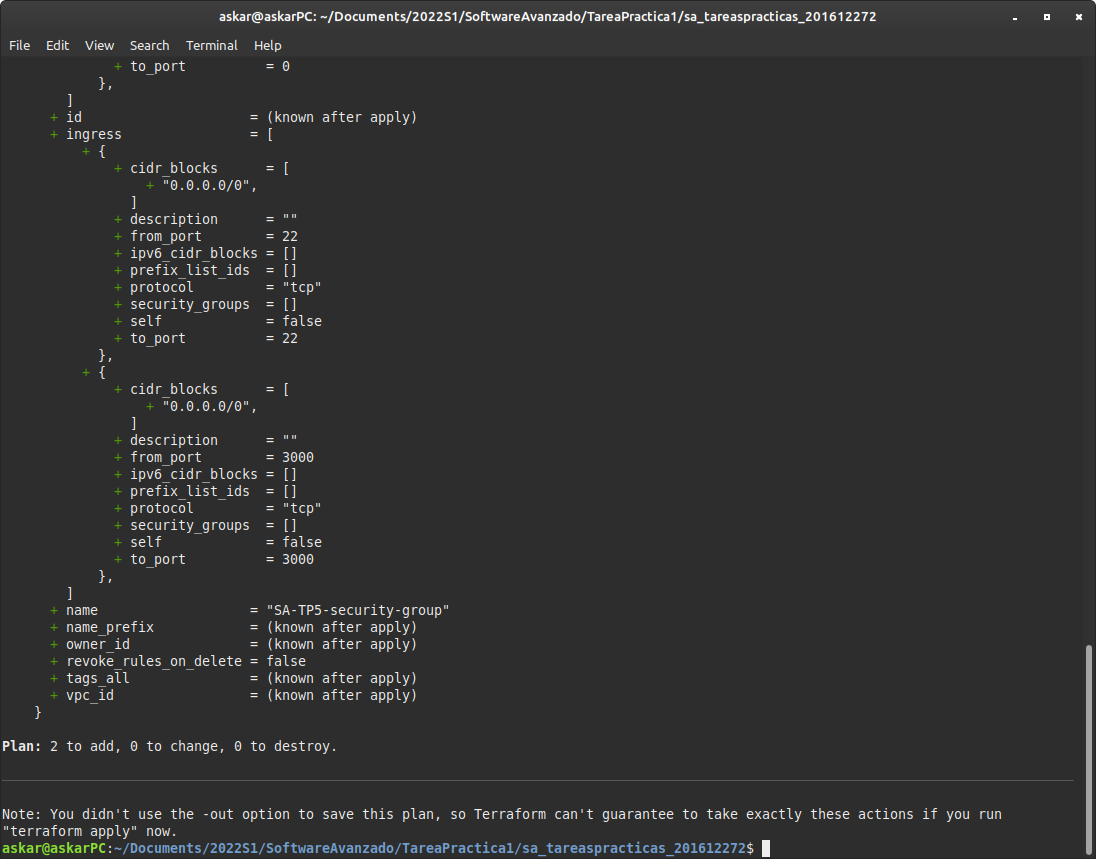 askar@askarPC: ~/Documents/2022S1/SoftwareAvanzado/TareaPractica1/sa_tareaspracticas_201612272
File Edit View Search Terminal Help
              + to_port          = 0
            },
        ]
      + id                     = (known after apply)
      + ingress                = [
          + {
              + cidr_blocks      = [
                  + "0.0.0.0/0",
                ]
              + description      = ""
              + from_port        = 22
              + ipv6_cidr_blocks = []
              + prefix_list_ids  = []
              + protocol         = "tcp"
              + security_groups  = []
              + self             = false
              + to_port          = 22
            },
          + {
              + cidr_blocks      = [
                  + "0.0.0.0/0",
                ]
              + description      = ""
              + from_port        = 3000
              + ipv6_cidr_blocks = []
              + prefix_list_ids  = []
              + protocol         = "tcp"
              + security_groups  = []
              + self             = false
              + to_port          = 3000
            },
        ]
      + name                   = "SA-TP5-security-group"
      + name_prefix            = (known after apply)
      + owner_id               = (known after apply)
      + revoke_rules_on_delete = false
      + tags_all               = (known after apply)
      + vpc_id                 = (known after apply)
    }
Plan: 2 to add, 0 to change, 0 to destroy.
Note: You didn't use the -out option to save this plan, so Terraform can't guarantee to take exactly these actions if you run
"terraform apply" now.
askar@askarPC:~/Documents/2022S1/SoftwareAvanzado/TareaPractica1/sa_tareaspracticas_201612272$